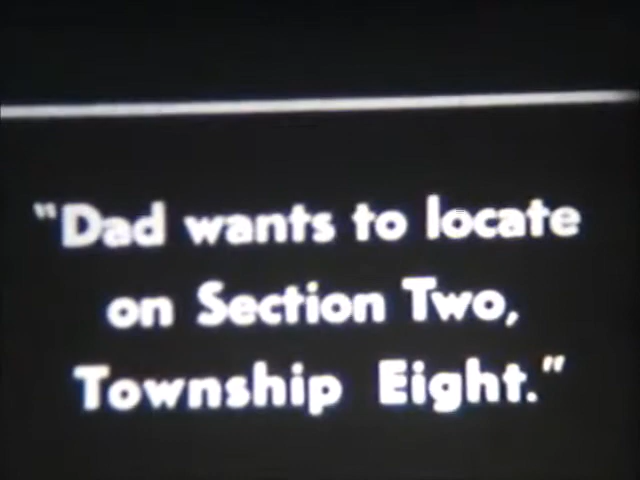 "Dad wants to locate
on Section Two,
Township Eight."